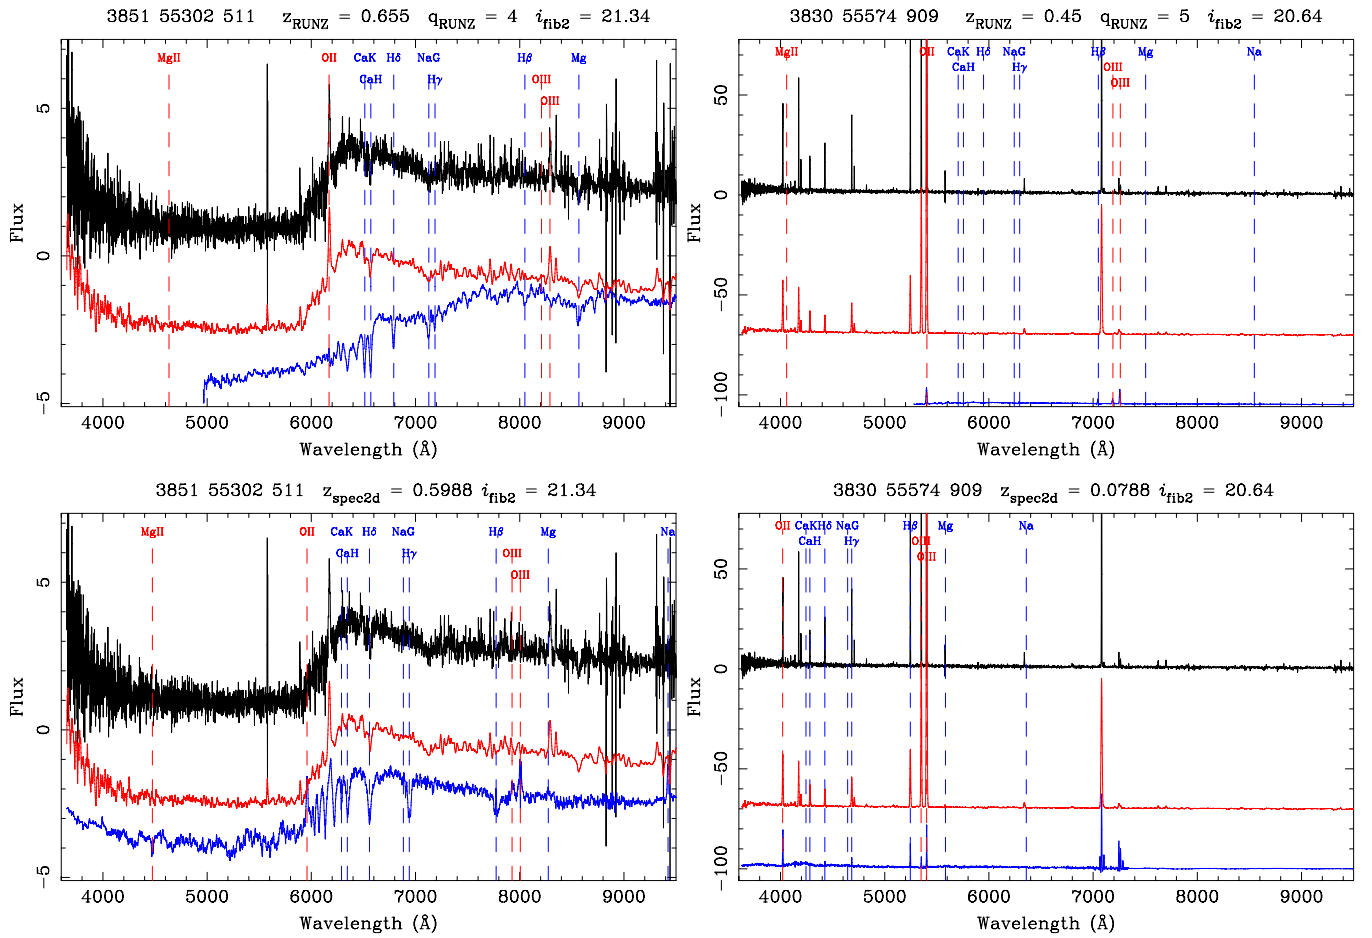 3851 55302 511 z_RUNZ = 0.655 q_RUNZ = 4 i_fib2 = 21.34
MgII OII CaK Hδ NaG Hβ OIII Mg
CaH Hγ OIII
Flux
5
0
−5
4000 5000 6000 7000 8000 9000
Wavelength (Å)
3830 55574 909 z_RUNZ = 0.45 q_RUNZ = 5 i_fib2 = 20.64
MgII OII CaK Hδ NaG Hβ Mg Na
CaH Hγ OIII
OIII
Flux
50
0
−50
−100
4000 5000 6000 7000 8000 9000
Wavelength (Å)
3851 55302 511 z_spec2d = 0.5988 i_fib2 = 21.34
MgII OII CaK Hδ NaG Hβ Mg Na
CaH Hγ OIII
OIII
Flux
5
0
−5
4000 5000 6000 7000 8000 9000
Wavelength (Å)
3830 55574 909 z_spec2d = 0.0788 i_fib2 = 20.64
OII CaK Hδ NaG Hβ Mg Na
CaH Hγ OIII
OIII
Flux
50
0
−50
−100
4000 5000 6000 7000 8000 9000
Wavelength (Å)